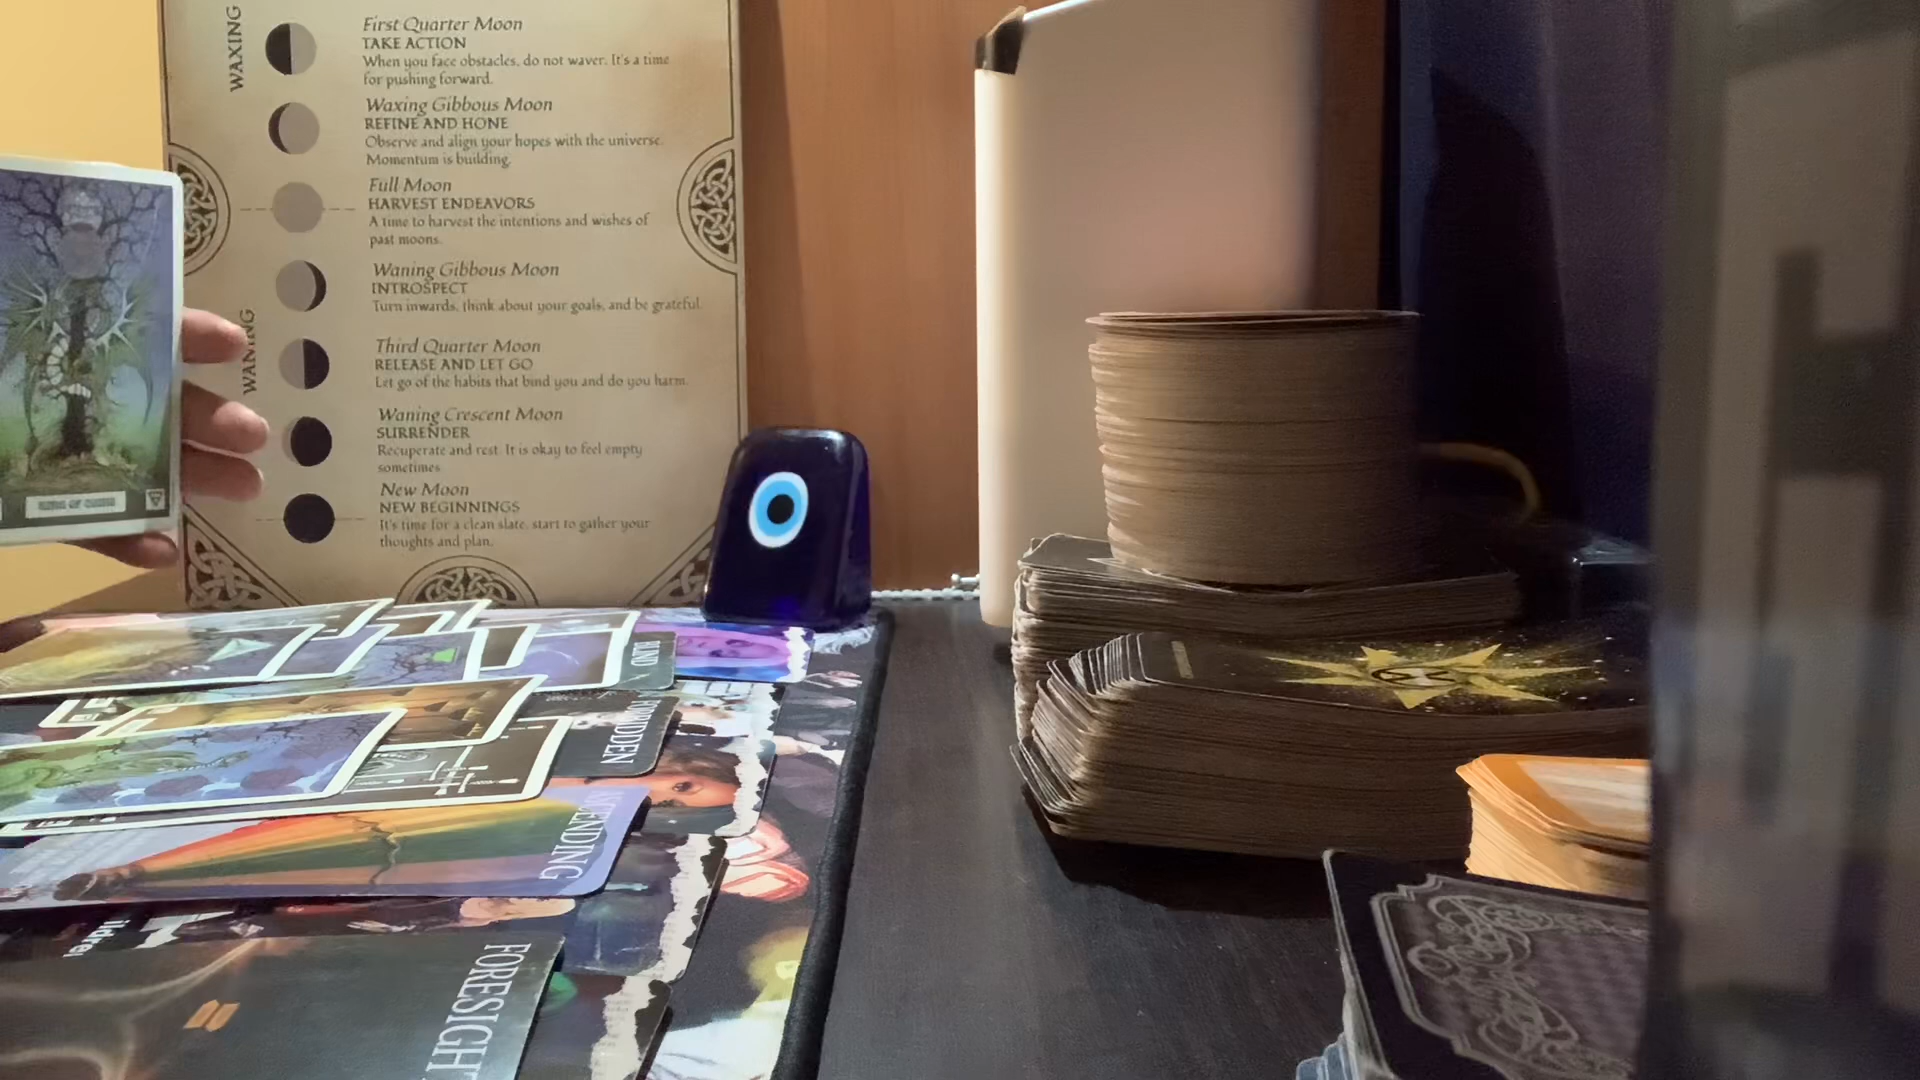 WAXING
First Quarter Moon
TAKE ACTION
When you face obstacles, do not waver. It's a time
for pushing forward.
Waxing Gibbous Moon
REFINE AND HONE
Observe and align your hopes with the universe.
Momentum is building.
Full Moon
HARVEST ENDEAVORS
A time to harvest the intentions and wishes of
past moons.
Waning Gibbous Moon
INTROSPECT
Turn inwards, think about your goals, and be grateful.
WANING
Third Quarter Moon
RELEASE AND LET GO
Let go of the habits that bind you and do you harm.
Waning Crescent Moon
SURRENDER
Recuperate and rest. It is okay to feel empty
sometimes.
New Moon
NEW BEGINNINGS
It's time for a clean slate, start to gather your
thoughts and plan.
BLIND
FORBIDDEN
ASCENDING
FORESIGHT